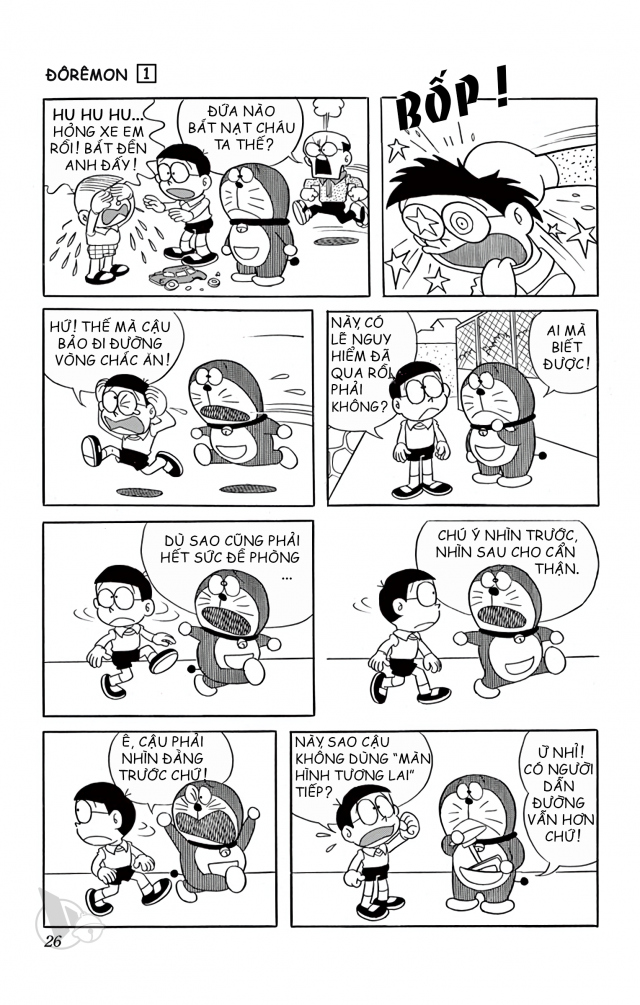 ĐÔRÊMON 1
HU HU HU...
HỎNG XE EM
RỒI! BẤT ĐỀN
ANH ĐẤY!
ĐỨA NÀO
BẮT NẠT CHÁU
TA THẾ?
BỐP!
HỨ! THẾ MÀ CẬU
BẢO ĐI ĐƯỜNG
VÒNG CHẮC ĂN!
NÀY, CÓ
LẼ NGUY
HIỂM ĐÃ
QUA RỒI,
PHẢI
KHÔNG?
AI MÀ
BIẾT
ĐƯỢC!
DÙ SAO CŨNG PHẢI
HẾT SỨC ĐỀ PHÒNG
...
CHÚ Ý NHÌN TRƯỚC,
NHÌN SAU CHO CẨN
THẬN.
Ê, CẬU PHẢI
NHÌN ĐẰNG
TRƯỚC CHỨ!
NÀY, SAO CẬU
KHÔNG DÙNG "MÀN
HÌNH TƯƠNG LAI"
TIẾP?
Ừ NHỈ!
CÓ NGƯỜI
DẪN
ĐƯỜNG
VẪN HƠN
CHỨ!
26